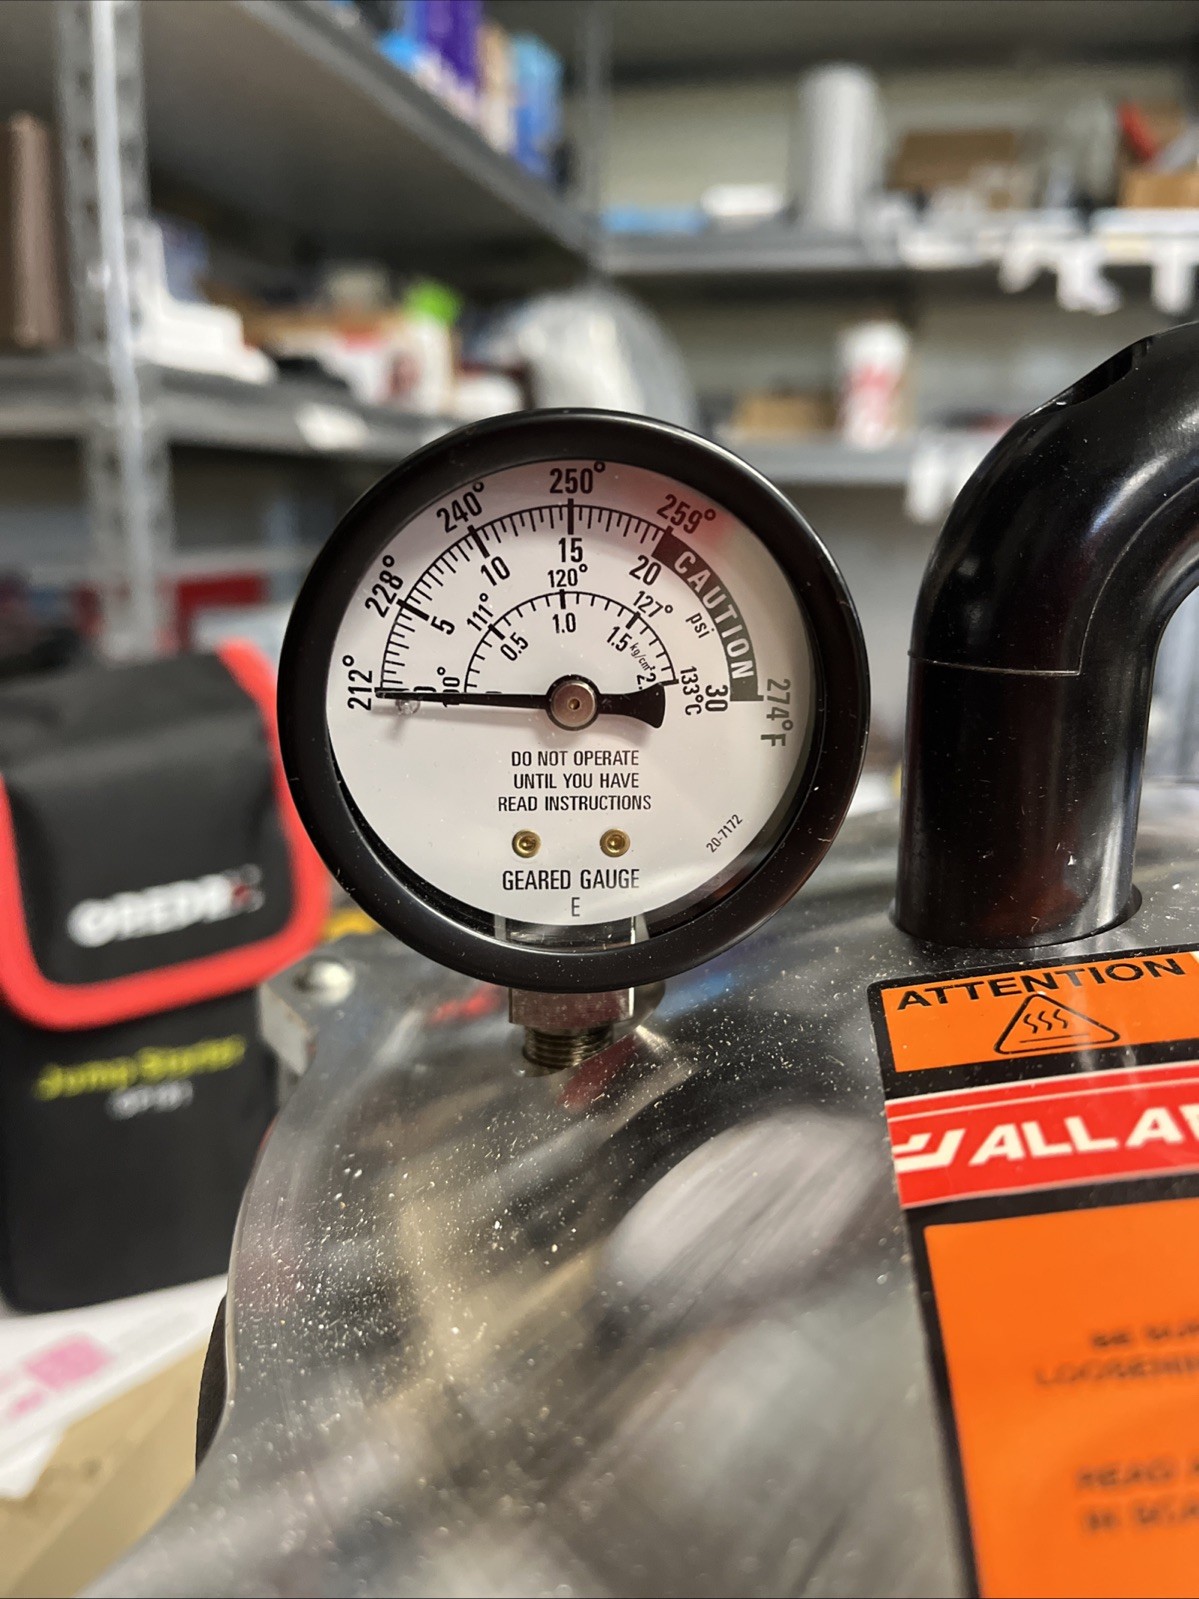 250°
240°
259°
228°
15
10
20
CAUTION
120°
5
111°
127°
psi
0.5
1.0
1.5
kg/cm²
212°
133°C
30
274°F
DO NOT OPERATE
UNTIL YOU HAVE
READ INSTRUCTIONS
20-7172
GEARED GAUGE
E
ATTENTION
ALL A
Jump Starter